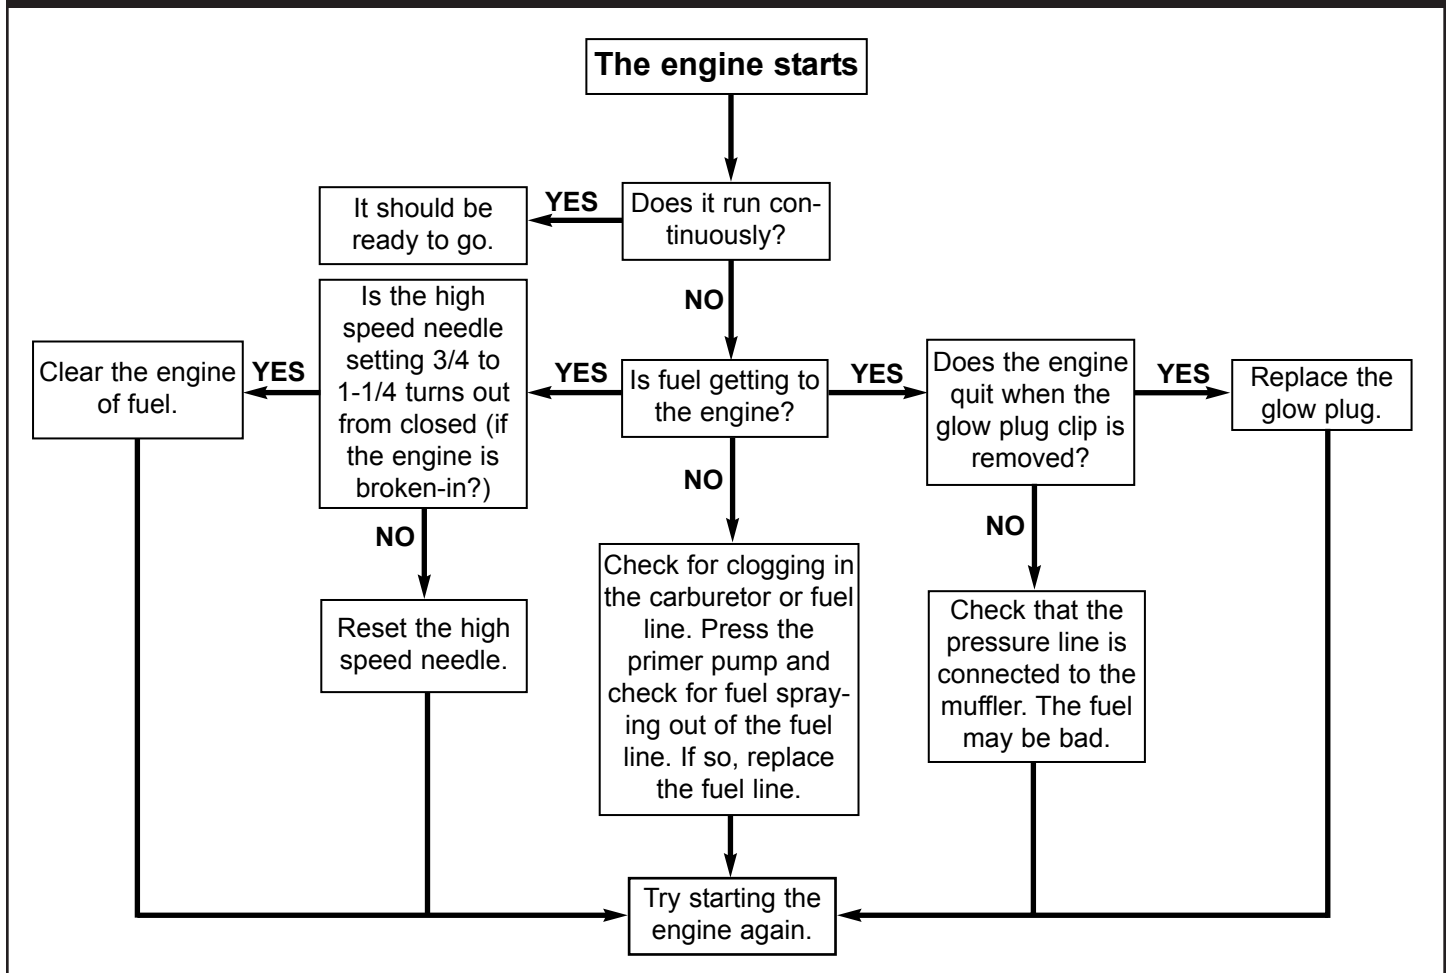 The engine starts
Does it run con-
tinuously?
YES
It should be
ready to go.
NO
Is fuel getting to
the engine?
YES
Is the high
speed needle
setting 3/4 to
1-1/4 turns out
from closed (if
the engine is
broken-in?)
YES
Clear the engine
of fuel.
NO
Reset the high
speed needle.
YES
Does the engine
quit when the
glow plug clip is
removed?
YES
Replace the
glow plug.
NO
Check that the
pressure line is
connected to the
muffler. The fuel
may be bad.
NO
Check for clogging in
the carburetor or fuel
line. Press the
primer pump and
check for fuel spray-
ing out of the fuel
line. If so, replace
the fuel line.
Try starting the
engine again.